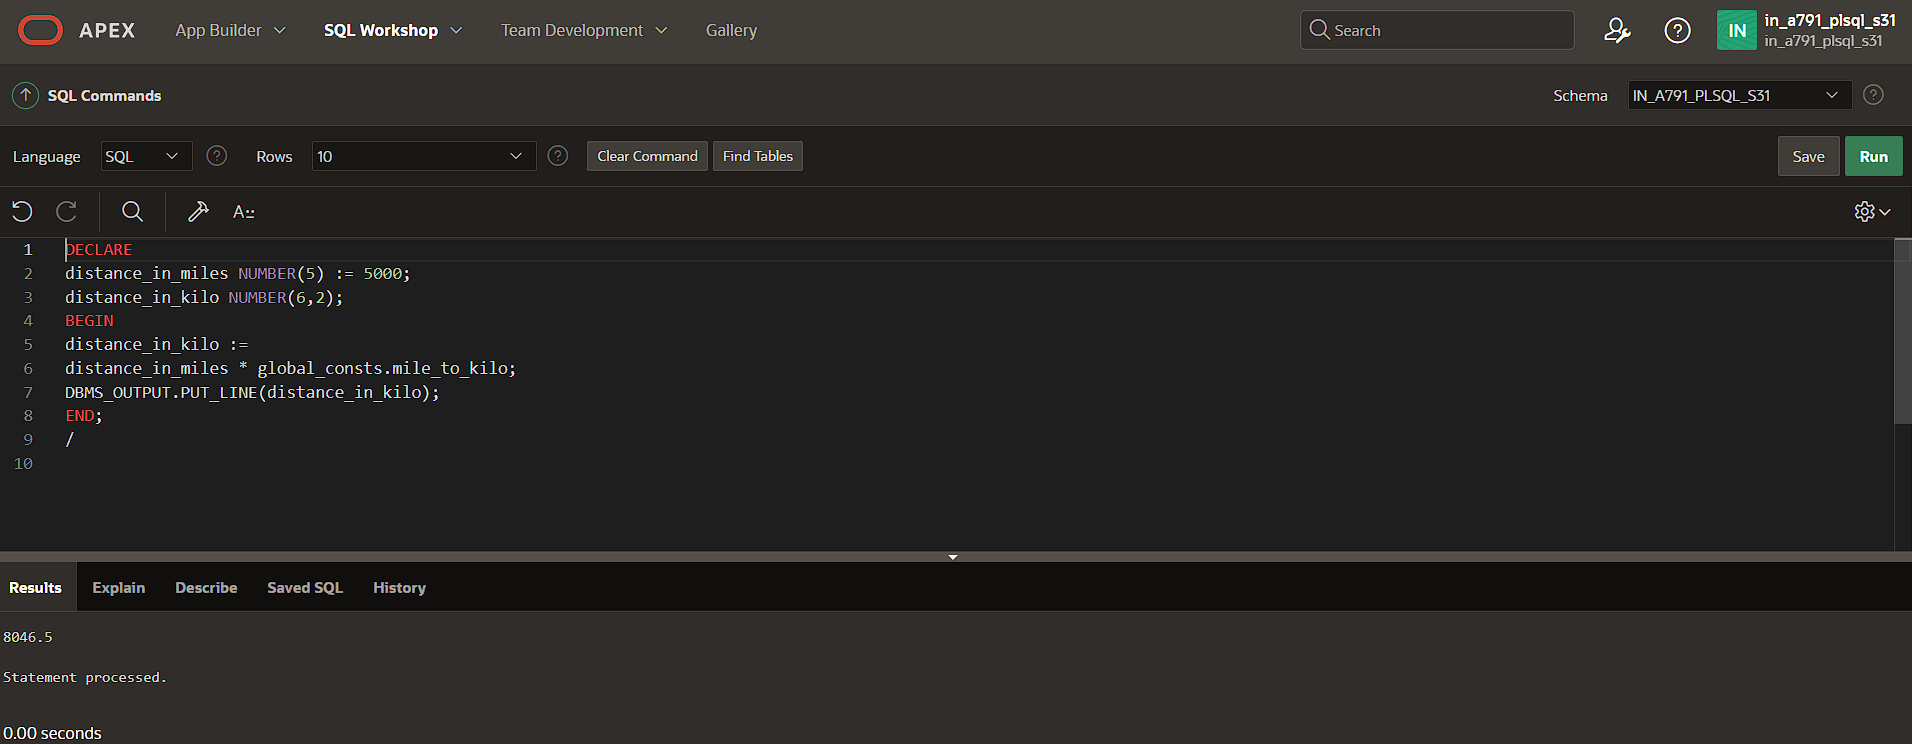 APEX App Builder SQL Workshop Team Development Gallery Search IN in_a791_plsql_s31
in_a791_plsql_s31
SQL Commands Schema IN_A791_PLSQL_S31
Language SQL Rows 10 Clear Command Find Tables Save Run
A::
1 DECLARE
2 distance_in_miles NUMBER(5) := 5000;
3 distance_in_kilo NUMBER(6,2);
4 BEGIN
5 distance_in_kilo :=
6 distance_in_miles * global_consts.mile_to_kilo;
7 DBMS_OUTPUT.PUT_LINE(distance_in_kilo);
8 END;
9 /
10
Results Explain Describe Saved SQL History
8046.5
Statement processed.
0.00 seconds